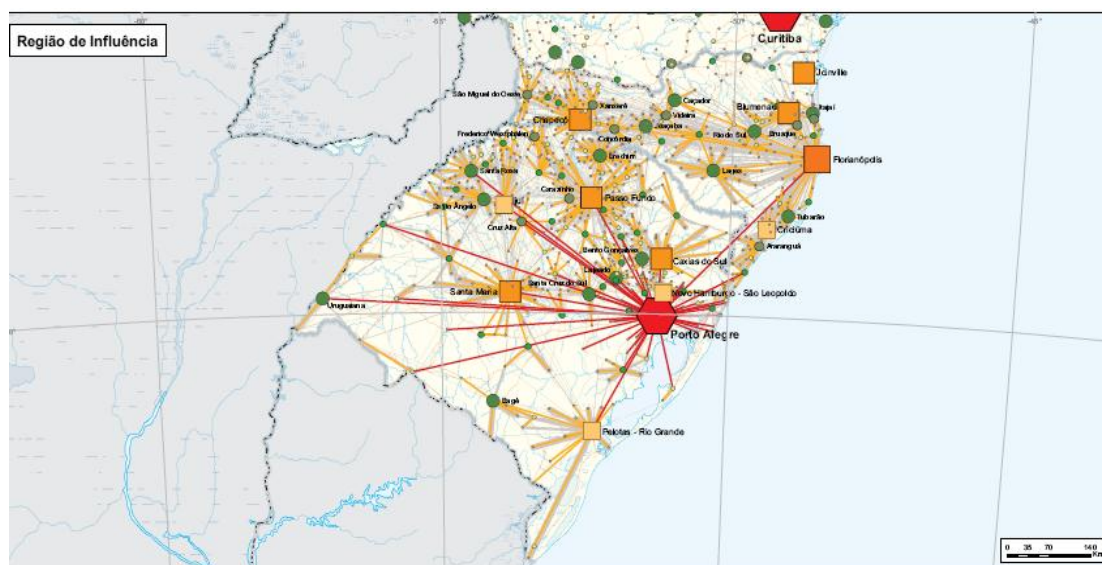 Região de Influência
Curitiba
Joinville
São Miguel do Oeste
Xanxerê
Caçador
Videira
Blumenau
Itajaí
Chapecó
Joaçaba
Rio do Sul
Brusque
Frederico Westphalen
Concórdia
Florianópolis
Erechim
Santa Rosa
Lages
Carazinho
Passo Fundo
Santo Ângelo
Ijuí
Tubarão
Cruz Alta
Criciúma
Araranguá
Bento Gonçalves
Caxias do Sul
Lajeado
Santa Maria
Santa Cruz do Sul
Novo Hamburgo - São Leopoldo
Uruguaiana
Porto Alegre
Bagé
Pelotas - Rio Grande
0 35 70 140
Km